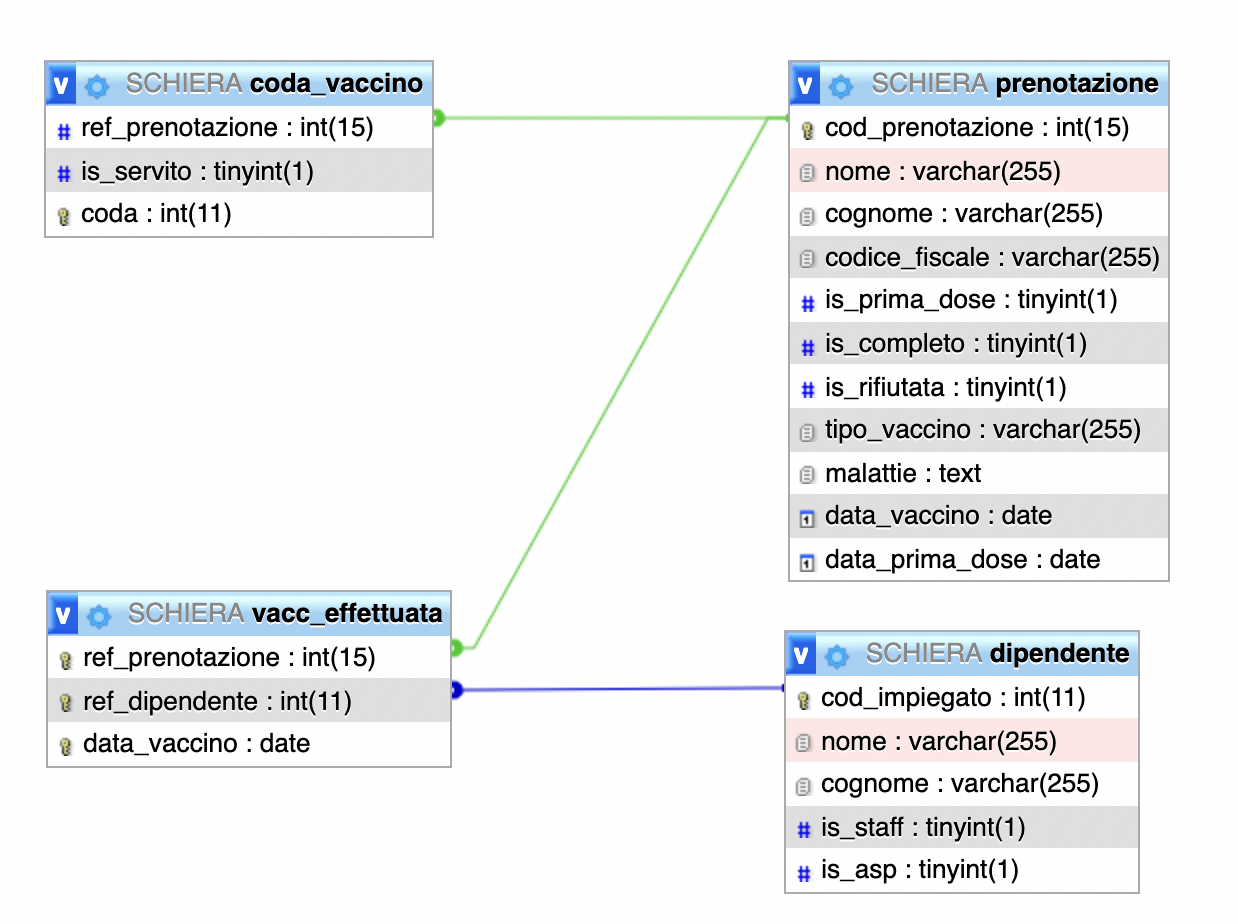 v SCHIERA coda_vaccino
# ref_prenotazione : int(15)
# is_servito : tinyint(1)
coda : int(11)
v SCHIERA prenotazione
cod_prenotazione : int(15)
nome : varchar(255)
cognome : varchar(255)
codice_fiscale : varchar(255)
# is_prima_dose : tinyint(1)
# is_completo : tinyint(1)
# is_rifiutata : tinyint(1)
tipo_vaccino : varchar(255)
malattie : text
data_vaccino : date
data_prima_dose : date
v SCHIERA vacc_effettuata
ref_prenotazione : int(15)
ref_dipendente : int(11)
data_vaccino : date
v SCHIERA dipendente
cod_impiegato : int(11)
nome : varchar(255)
cognome : varchar(255)
# is_staff : tinyint(1)
# is_asp : tinyint(1)